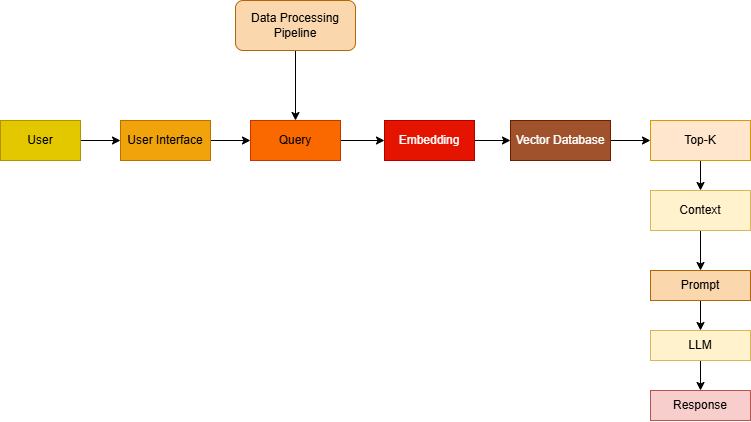 Data Processing
Pipeline
User
User Interface
Query
Embedding
Vector Database
Top-K
Context
Prompt
LLM
Response